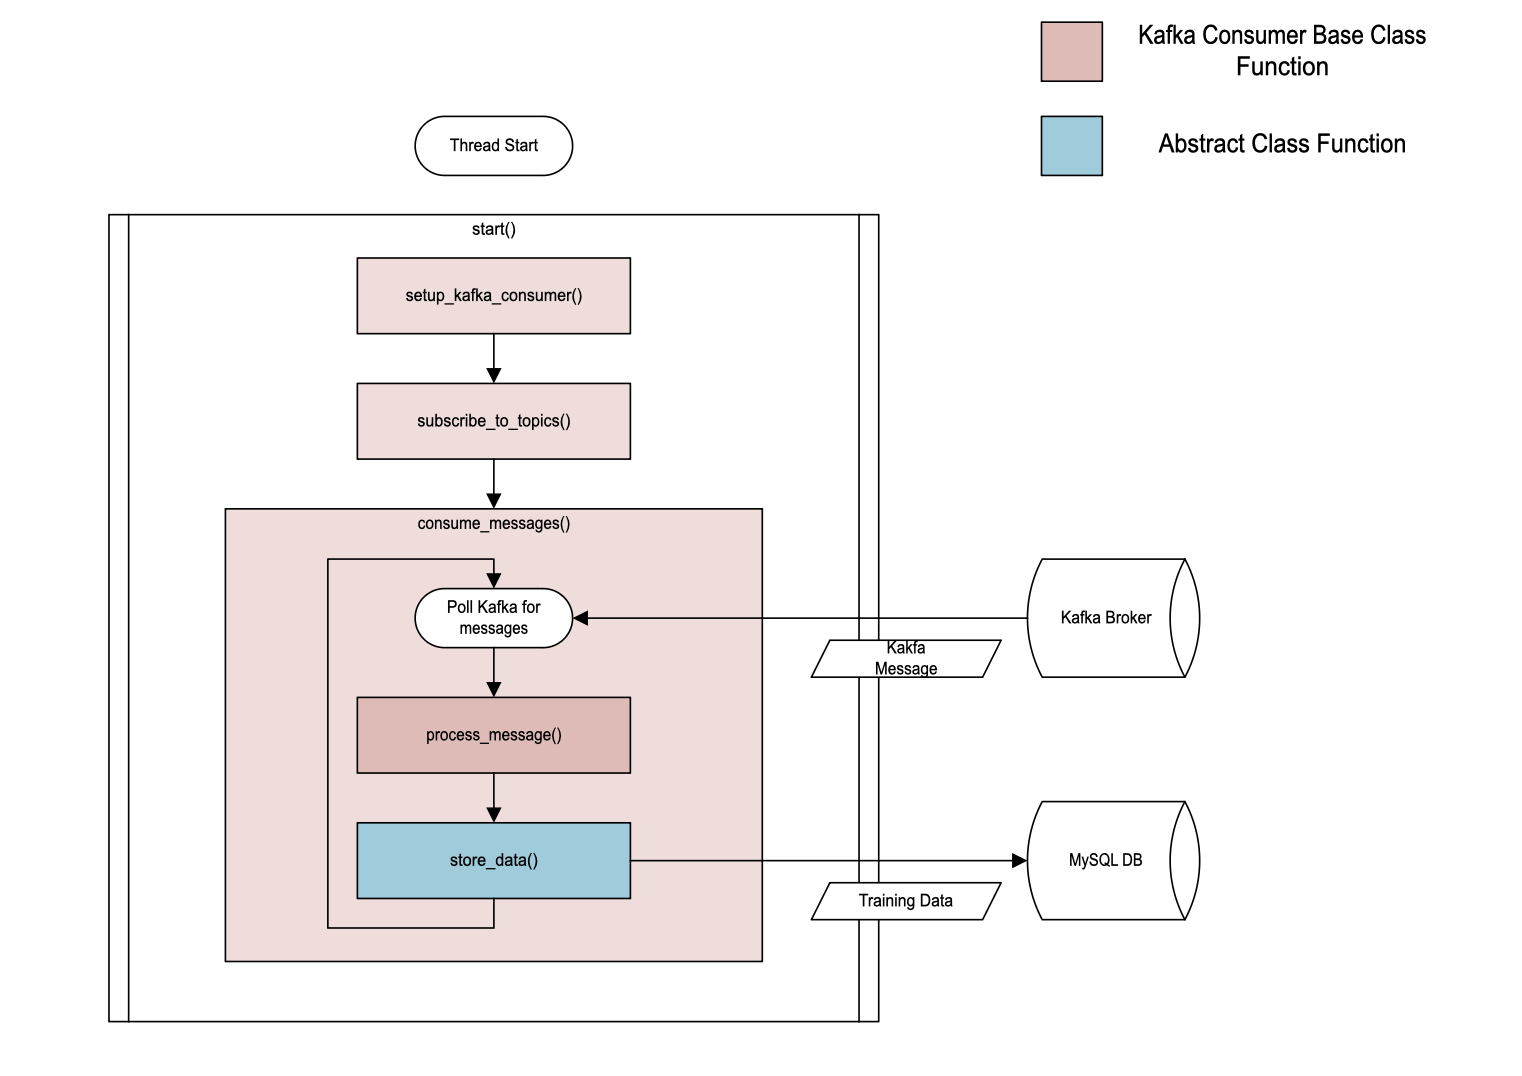 Kafka Consumer Base Class
Function
Abstract Class Function
Thread Start
start()
setup_kafka_consumer()
subscribe_to_topics()
consume_messages()
Poll Kafka for
messages
Kafka Broker
Kakfa
Message
process_message()
store_data()
MySQL DB
Training Data